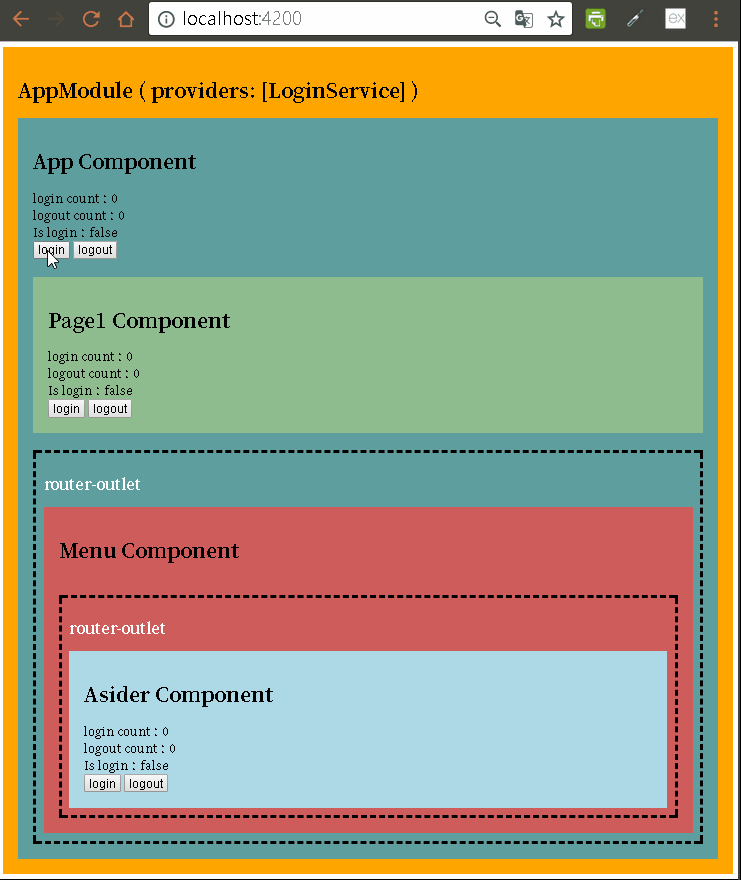 localhost:4200
ex
AppModule ( providers: [LoginService] )
App Component
login count : 0
logout count : 0
Is login : false
login logout
Page1 Component
login count : 0
logout count : 0
Is login : false
login logout
router-outlet
Menu Component
router-outlet
Asider Component
login count : 0
logout count : 0
Is login : false
login logout